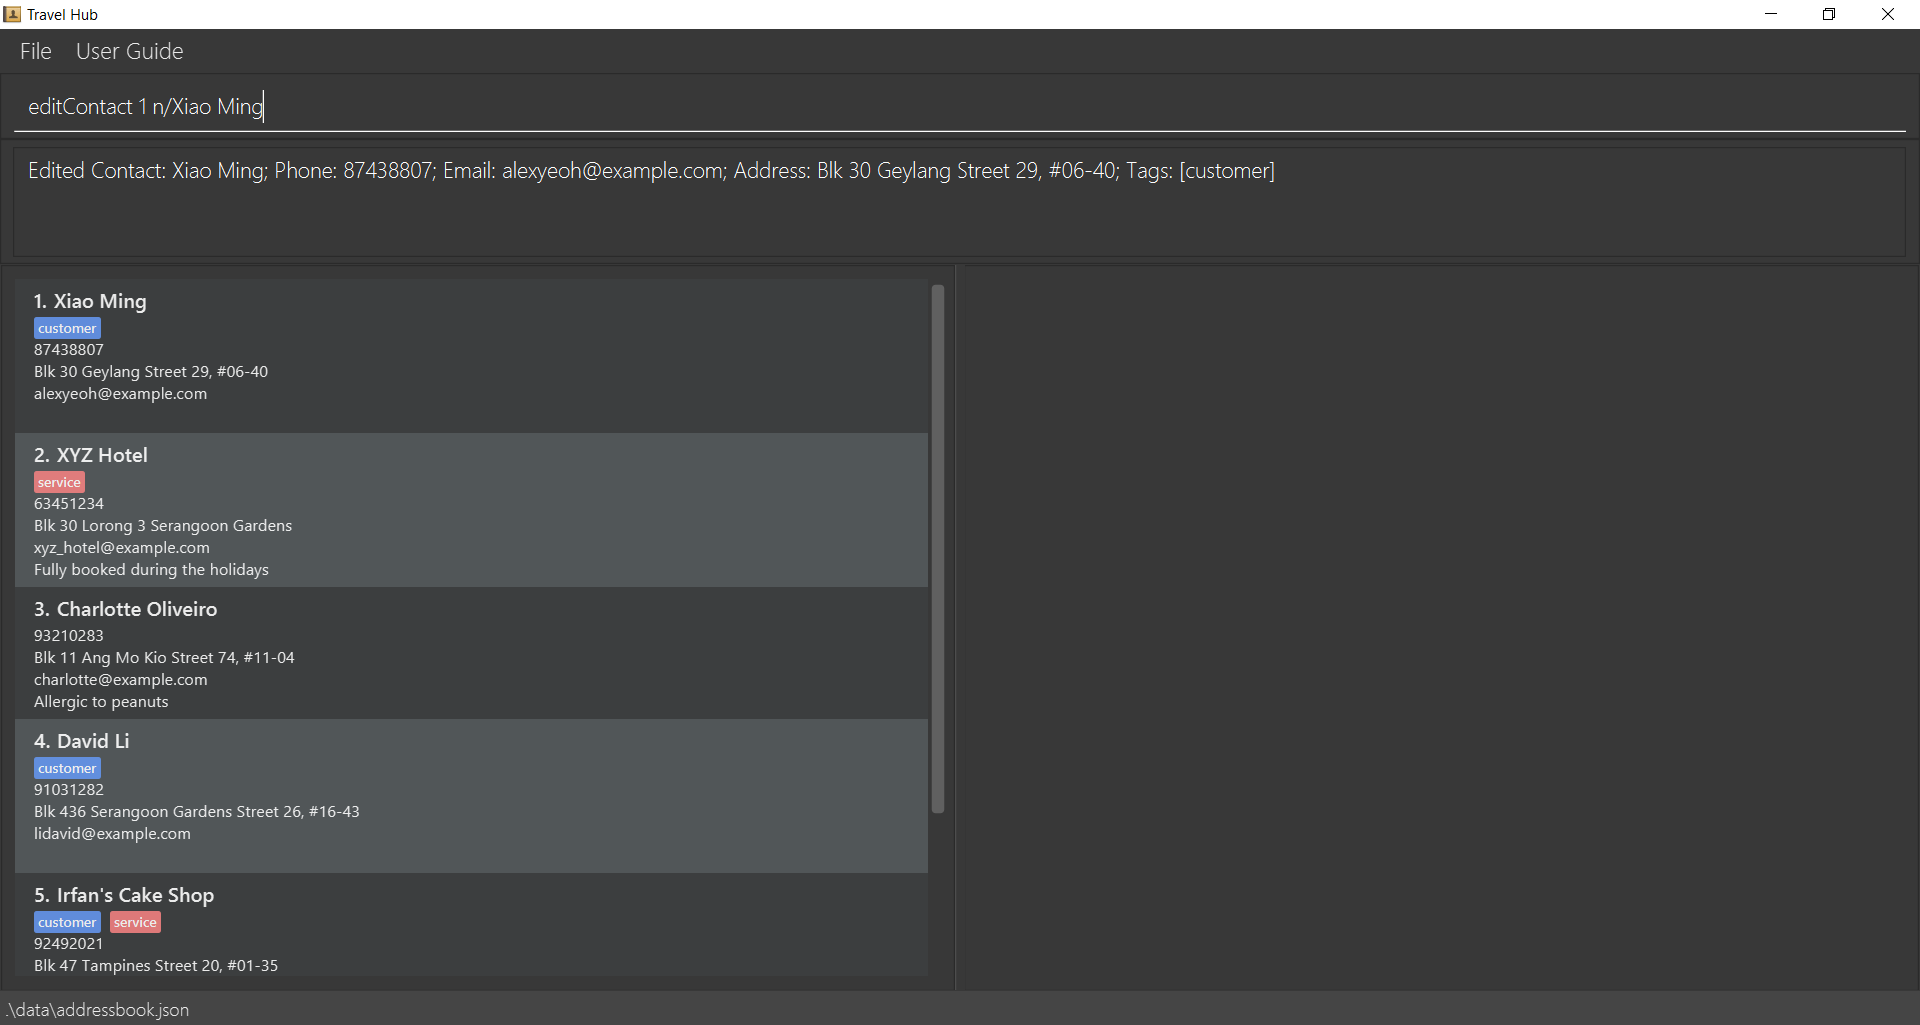 Travel Hub
File User Guide
editContact 1 n/Xiao Ming
Edited Contact: Xiao Ming; Phone: 87438807; Email: alexyeoh@example.com; Address: Blk 30 Geylang Street 29, #06-40; Tags: [customer]
1. Xiao Ming
customer
87438807
Blk 30 Geylang Street 29, #06-40
alexyeoh@example.com
2. XYZ Hotel
service
63451234
Blk 30 Lorong 3 Serangoon Gardens
xyz_hotel@example.com
Fully booked during the holidays
3. Charlotte Oliveiro
93210283
Blk 11 Ang Mo Kio Street 74, #11-04
charlotte@example.com
Allergic to peanuts
4. David Li
customer
91031282
Blk 436 Serangoon Gardens Street 26, #16-43
lidavid@example.com
5. Irfan's Cake Shop
customer service
92492021
Blk 47 Tampines Street 20, #01-35
.\data\addressbook.json